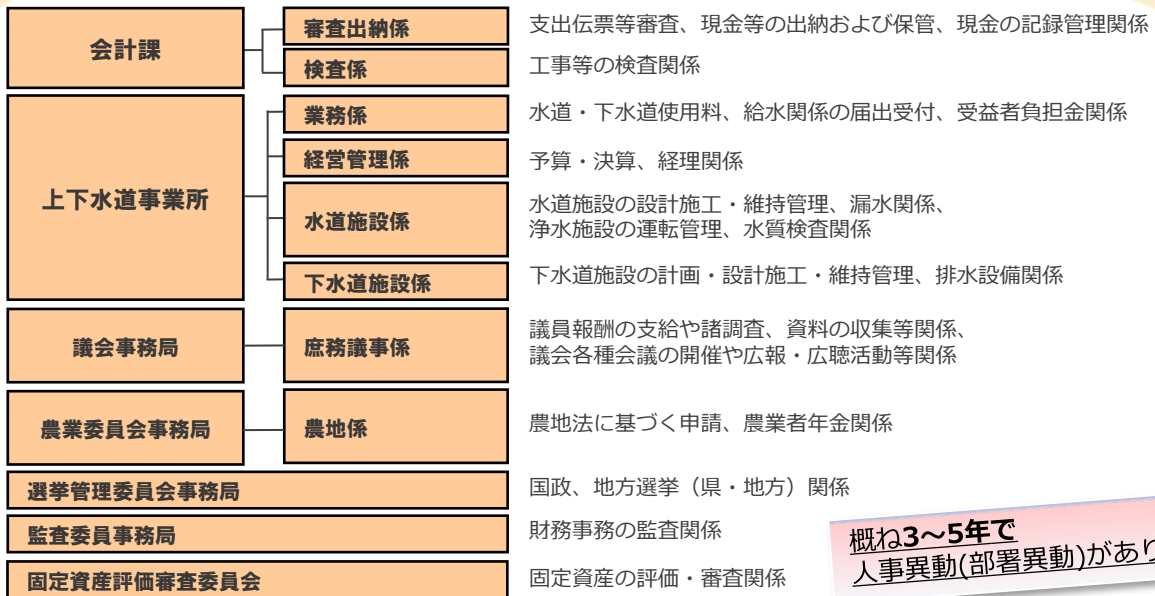 会計課
審査出納係
支出伝票等審査、現金等の出納および保管、現金の記録管理関係
検査係
工事等の検査関係
上下水道事業所
業務係
水道・下水道使用料、給水関係の届出受付、受益者負担金関係
経営管理係
予算・決算、経理関係
水道施設係
水道施設の設計施工・維持管理、漏水関係、
浄水施設の運転管理、水質検査関係
下水道施設係
下水道施設の計画・設計施工・維持管理、排水設備関係
議会事務局
庶務議事係
議員報酬の支給や諸調査、資料の収集等関係、
議会各種会議の開催や広報・広聴活動等関係
農業委員会事務局
農地係
農地法に基づく申請、農業者年金関係
選挙管理委員会事務局
国政、地方選挙（県・地方）関係
監査委員事務局
財務事務の監査関係
固定資産評価審査委員会
固定資産の評価・審査関係
概ね3～5年で
人事異動(部署異動)があり